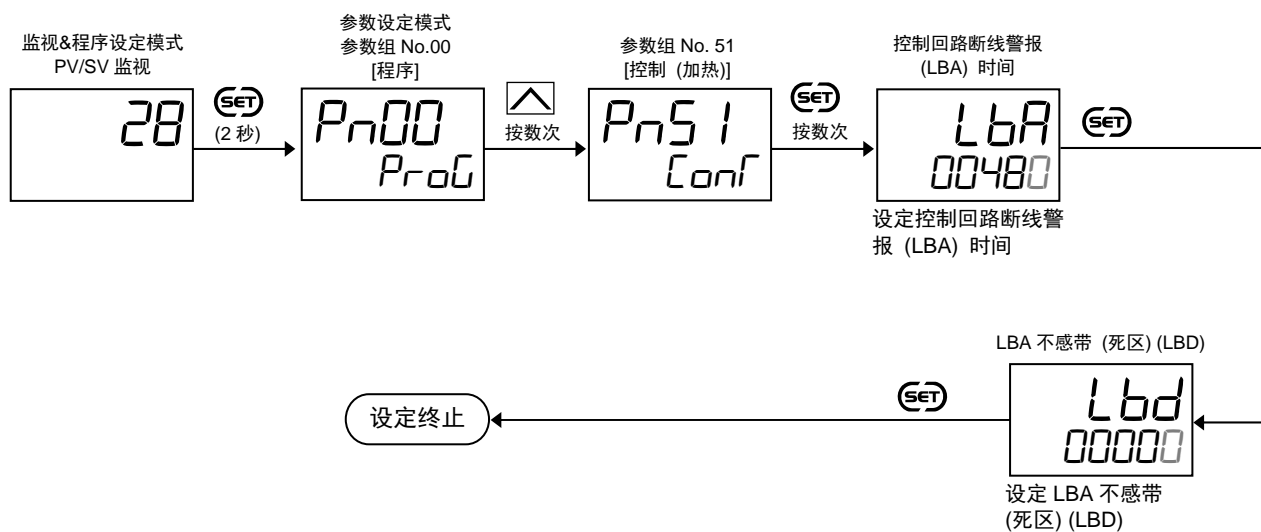 监视&程序设定模式
PV/SV 监视
28
SET
(2 秒)
参数设定模式
参数组 No.00
[程序]
Pn00
ProG
按数次
参数组 No. 51
[控制 (加热)]
Pn51
ConT
SET
按数次
控制回路断线警报
(LBA) 时间
LbA
00480
设定控制回路断线警
报 (LBA) 时间
SET
LBA 不感带 (死区) (LBD)
Lbd
00000
设定 LBA 不感带
(死区) (LBD)
SET
设定终止